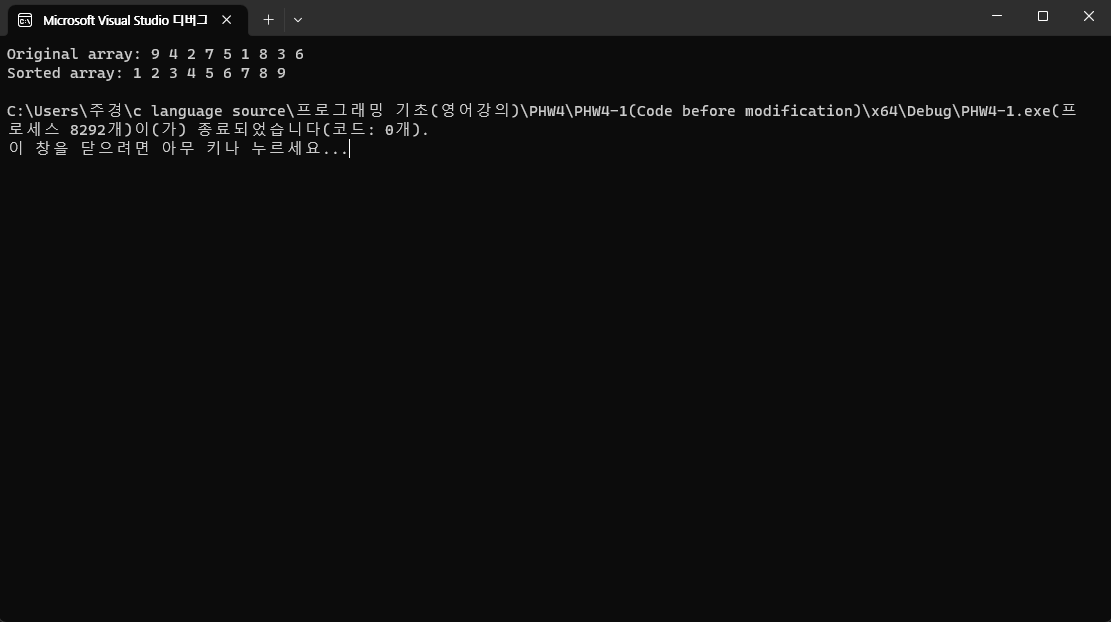 Microsoft Visual Studio 디버그
Original array: 9 4 2 7 5 1 8 3 6
Sorted array: 1 2 3 4 5 6 7 8 9
C:\Users\주경\c language source\프로그래밍 기초(영어강의)\PHW4\PHW4-1(Code before modification)\x64\Debug\PHW4-1.exe(프
로세스 8292개)이(가) 종료되었습니다(코드: 0개).
이 창을 닫으려면 아무 키나 누르세요...